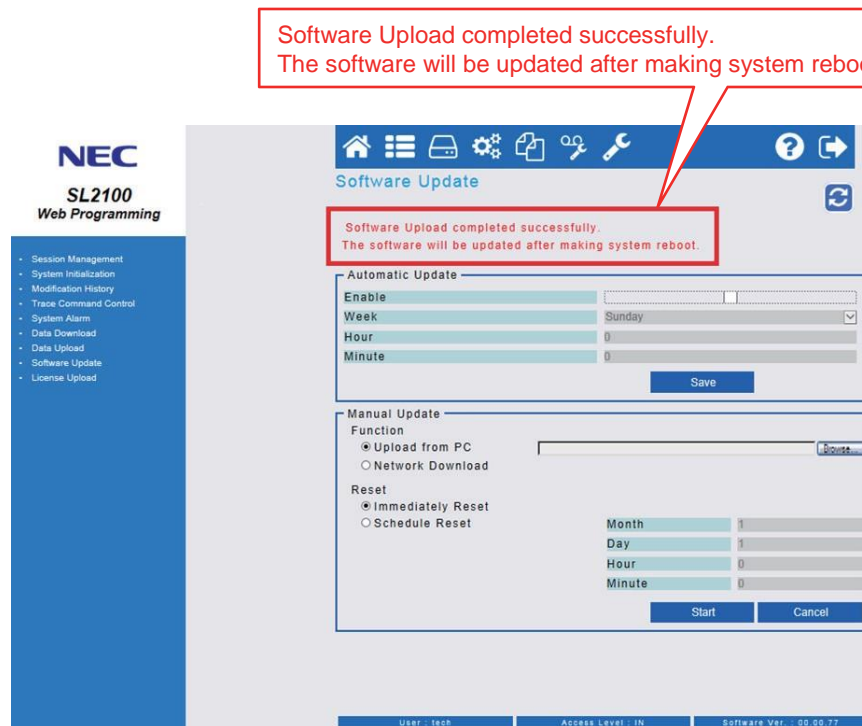 Software Upload completed successfully.
The software will be updated after making system reboo
NEC
SL2100
Web Programming
Session Management
System Initialization
Modification History
Trace Command Control
System Alarm
Data Download
Data Upload
Software Update
License Upload
Software Update
Software Upload completed successfully.
The software will be updated after making system reboot.
Automatic Update
Enable
Week Sunday
Hour 0
Minute 0
Save
Manual Update
Function
Upload from PC Browse...
Network Download
Reset
Immediately Reset
Schedule Reset Month 1
Day 1
Hour 0
Minute 0
Start Cancel
User : tech Access Level : IN Software Ver. : 00.00.77